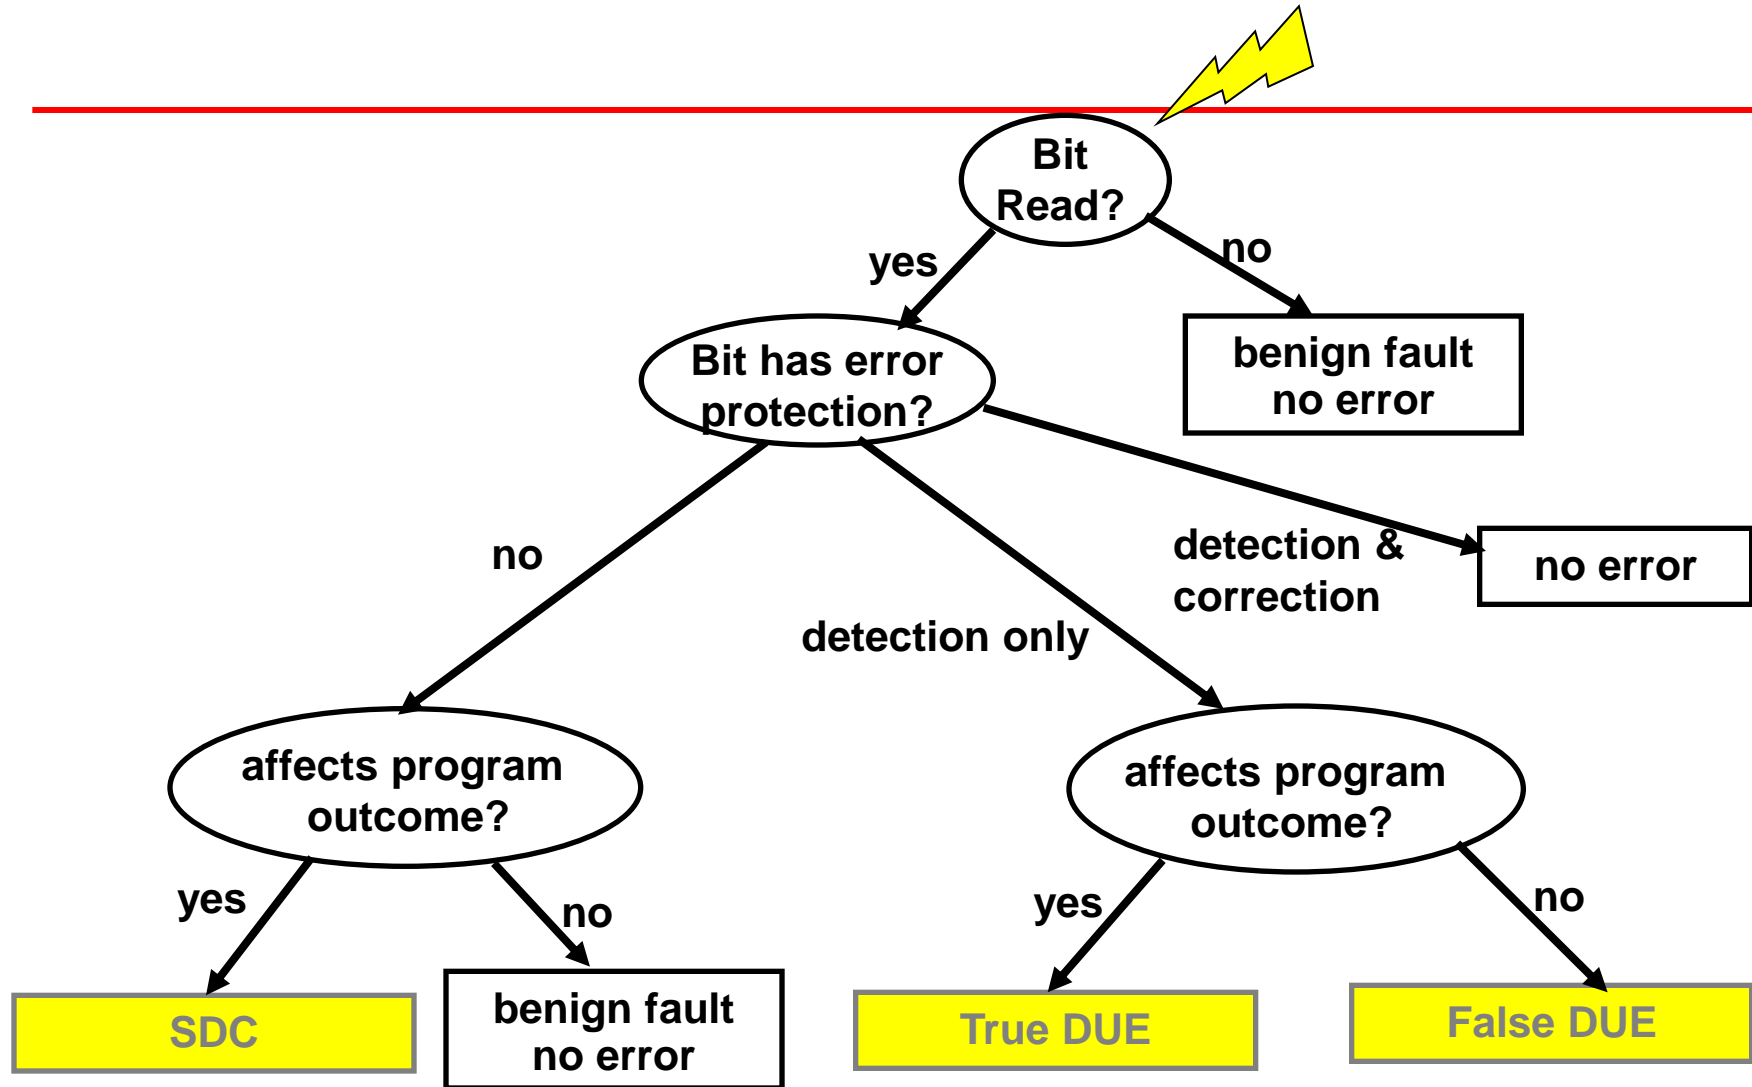 Bit
Read?
yes
no
Bit has error
protection?
benign fault
no error
no
detection only
detection &
correction
no error
affects program
outcome?
affects program
outcome?
yes
no
yes
no
SDC
benign fault
no error
True DUE
False DUE